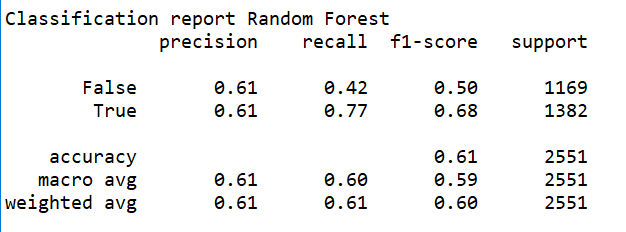 Classification report Random Forest
precision recall f1-score support
False 0.61 0.42 0.50 1169
True 0.61 0.77 0.68 1382
accuracy 0.61 2551
macro avg 0.61 0.60 0.59 2551
weighted avg 0.61 0.61 0.60 2551